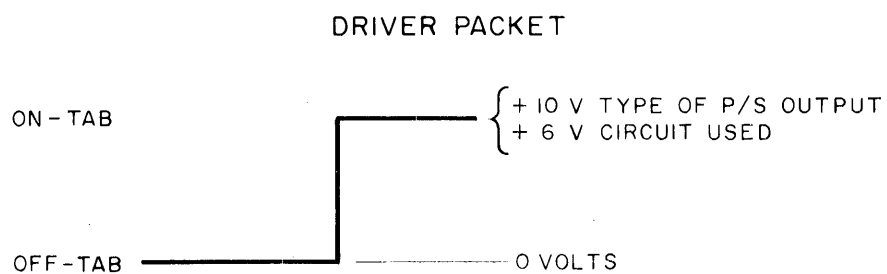 DRIVER PACKET
ON-TAB
+ 10 V TYPE OF P/S OUTPUT
+ 6 V CIRCUIT USED
OFF-TAB
0 VOLTS